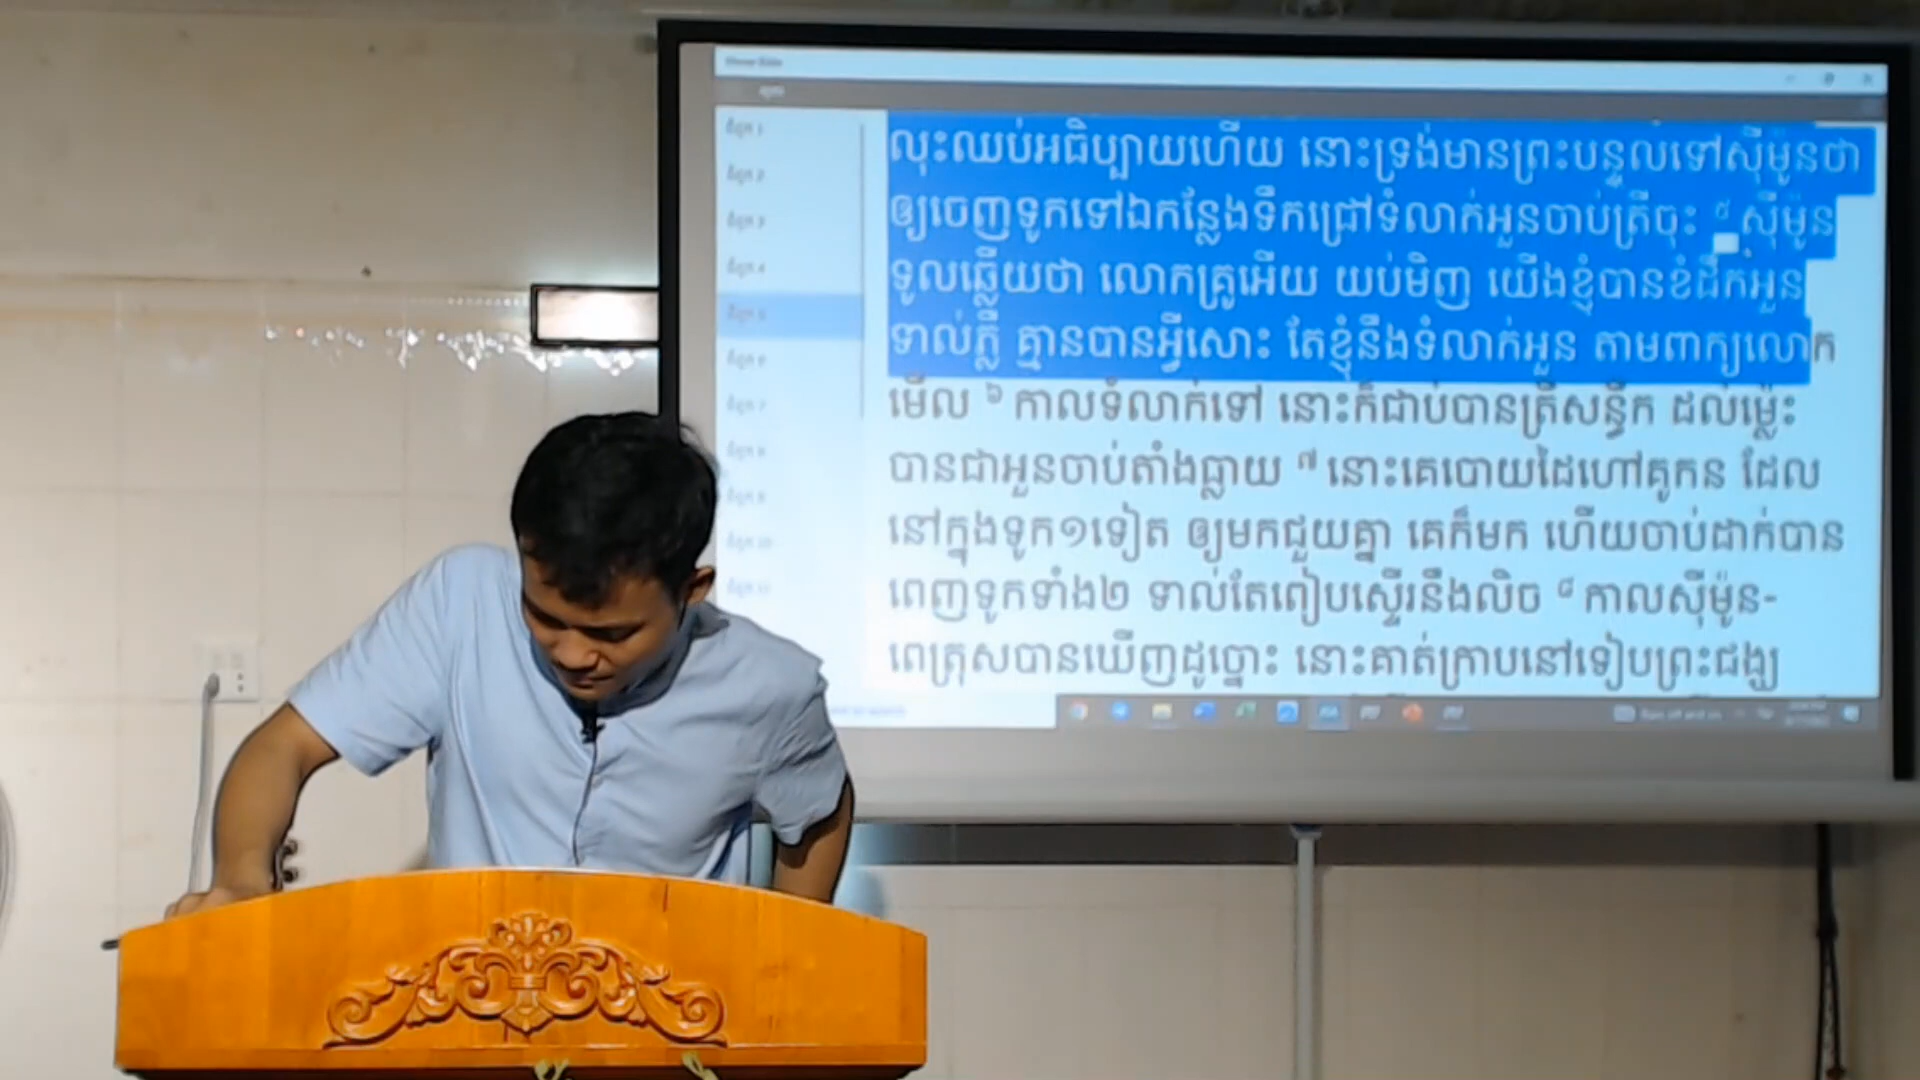 លុះឈប់អធិប្បាយហើយ នោះទ្រង់មានព្រះបន្ទូលទៅស៊ីម៉ូនថា
ឲ្យចេញទូកទៅឯកន្លែងទឹកជ្រៅទំលាក់អួនចាប់ត្រីចុះ ៥ ស៊ីម៉ូន
ទូលឆ្លើយថា លោកគ្រូអើយ យប់មិញ យើងខ្ញុំបានខំដឹកអួន
ទាល់ភ្លឺ គ្មានបានអ្វីសោះ តែខ្ញុំនឹងទំលាក់អួន តាមពាក្យលោក
មើល ៦ កាលទំលាក់ទៅ នោះក៏ជាប់បានត្រីសន្ធឹក ដល់ម៉្លេះ
បានជាអួនចាប់តាំងធ្លាយ ៧ នោះគេបោយដៃហៅគូកន ដែល
នៅក្នុងទូក១ទៀត ឲ្យមកជួយគ្នា គេក៏មក ហើយចាប់ដាក់បាន
ពេញទូកទាំង២ ទាល់តែពៀបស្ទើរនឹងលិច ៨ កាលស៊ីម៉ូន-
ពេត្រុសបានឃើញដូច្នោះ នោះគាត់ក្រាបនៅទៀបព្រះជង្ឃ